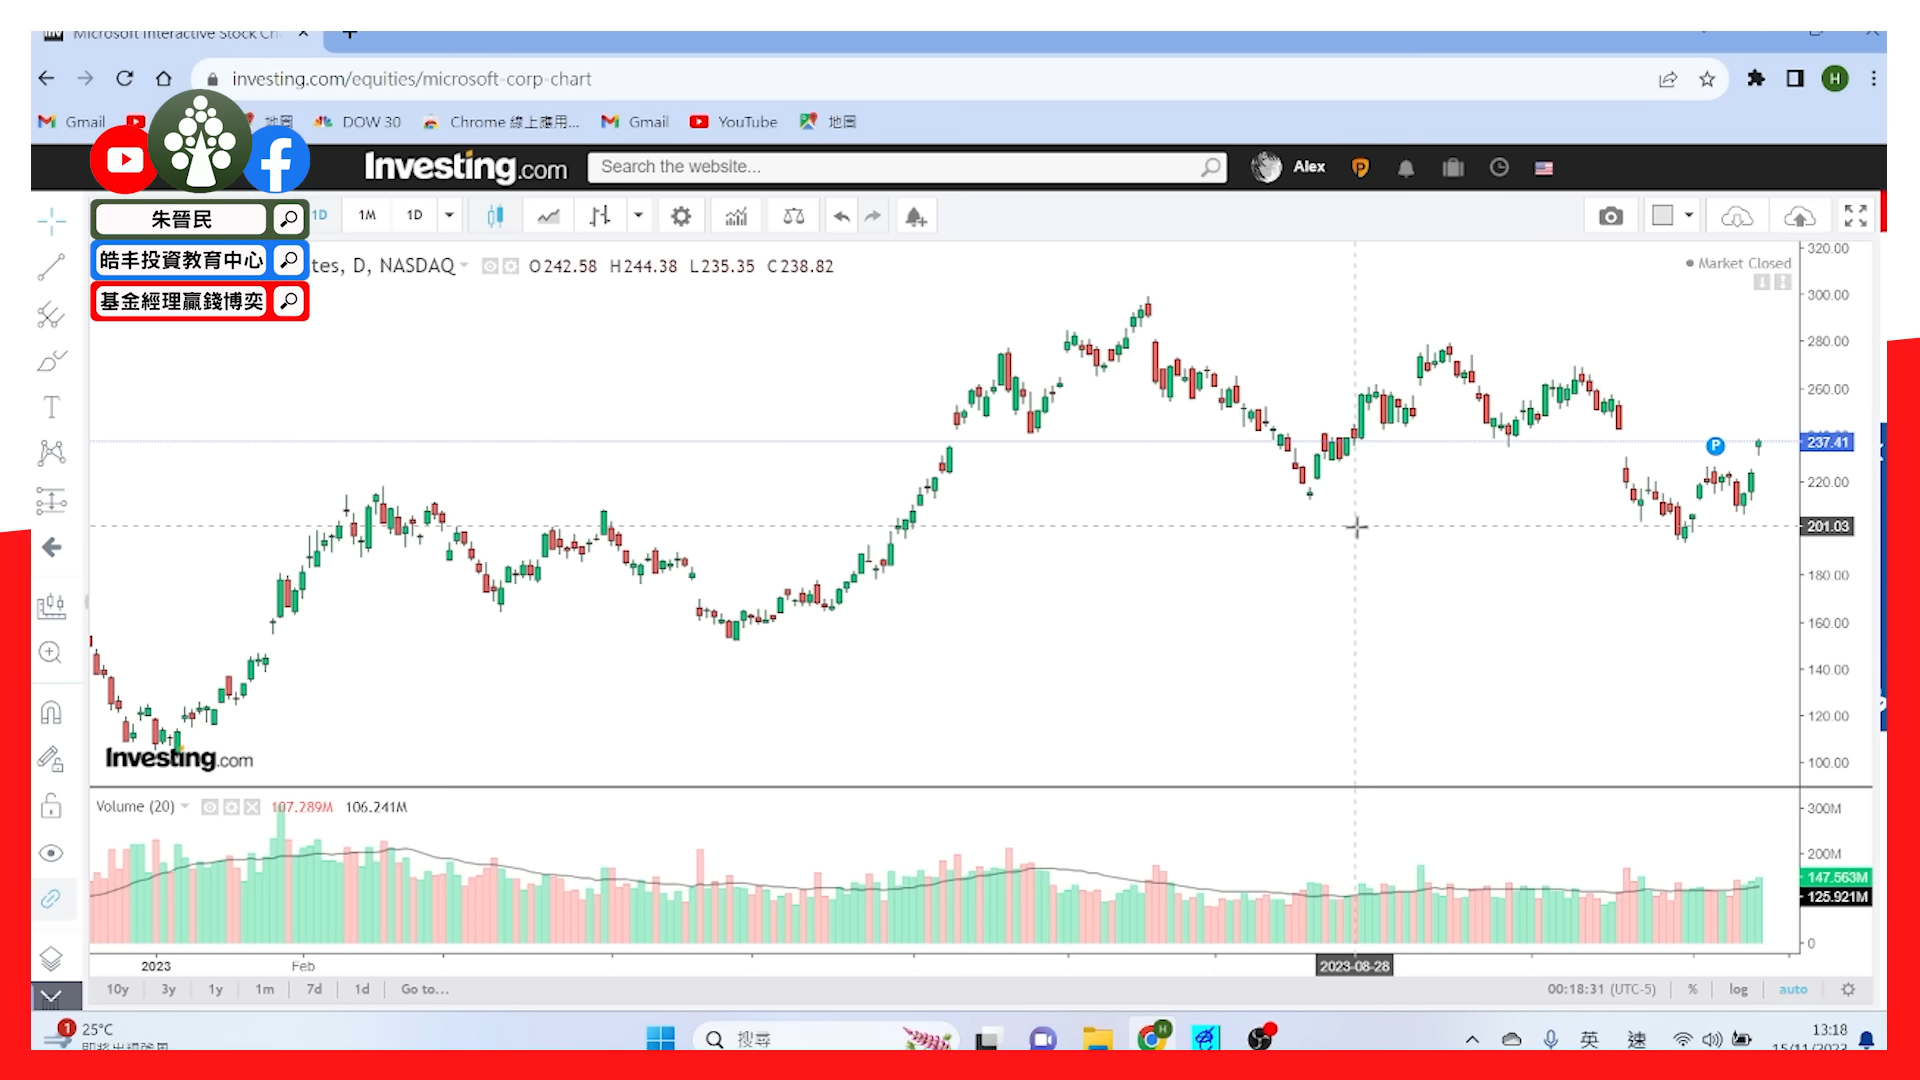 Microsoft Interactive Stock Ch
investing.com/equities/microsoft-corp-chart
H
Gmail
地圖
DOW 30
Chrome 線上應用...
Gmail
YouTube
地圖
Investing.com
Search the website...
Alex
朱晉民
1D
1M
1D
皓丰投資教育中心
tes, D, NASDAQ
O242.58 H244.38 L235.35 C238.82
Market Closed
基金經理贏錢博奕
320.00
300.00
280.00
260.00
237.41
P
220.00
201.03
180.00
160.00
140.00
120.00
100.00
Investing.com
Volume (20)
107.289M
106.241M
300M
200M
147.563M
125.921M
0
2023
Feb
2023-08-28
10y
3y
1y
1m
7d
1d
Go to...
00:18:31 (UTC-5)
%
log
auto
1
25°C
搜尋
H
英
速
13:18
15/11/2023